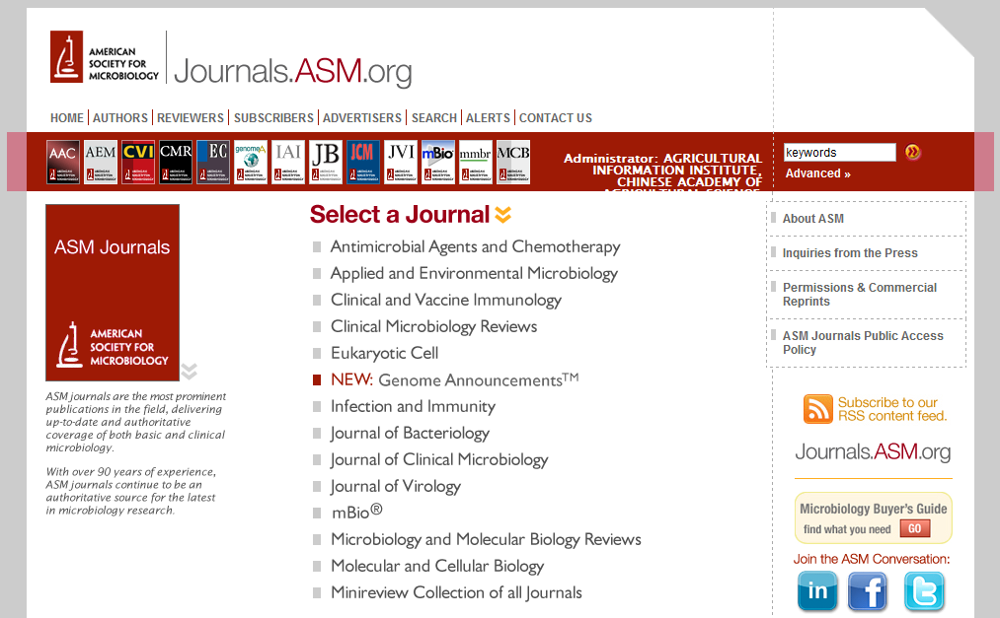 AMERICAN
SOCIETY FOR
MICROBIOLOGY
Journals.ASM.org
HOME AUTHORS REVIEWERS SUBSCRIBERS ADVERTISERS SEARCH ALERTS CONTACT US
AAC AEM CVI CMR EC genomeA IAI JB JCM JVI mBio mmbr MCB
Administrator: AGRICULTURAL
INFORMATION INSTITUTE,
CHINESE ACADEMY OF
AGRICULTURAL SCIENCE
keywords
Advanced »
ASM Journals
AMERICAN
SOCIETY FOR
MICROBIOLOGY
ASM journals are the most prominent
publications in the field, delivering
up-to-date and authoritative
coverage of both basic and clinical
microbiology.
With over 90 years of experience,
ASM journals continue to be an
authoritative source for the latest
in microbiology research.
Select a Journal
Antimicrobial Agents and Chemotherapy
Applied and Environmental Microbiology
Clinical and Vaccine Immunology
Clinical Microbiology Reviews
Eukaryotic Cell
NEW: Genome Announcements™
Infection and Immunity
Journal of Bacteriology
Journal of Clinical Microbiology
Journal of Virology
mBio®
Microbiology and Molecular Biology Reviews
Molecular and Cellular Biology
Minireview Collection of all Journals
About ASM
Inquiries from the Press
Permissions & Commercial
Reprints
ASM Journals Public Access
Policy
Subscribe to our
RSS content feed.
Journals.ASM.org
Microbiology Buyer's Guide
find what you need GO
Join the ASM Conversation:
in f t